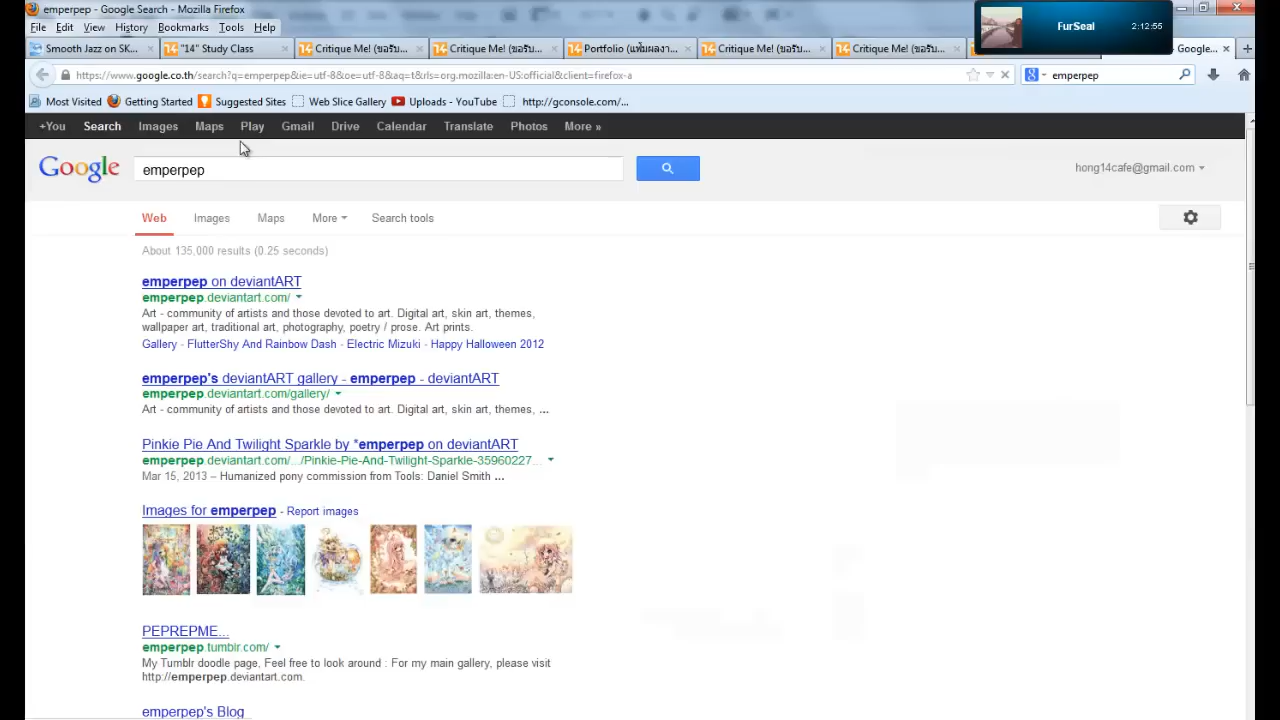 emperpep - Google Search - Mozilla Firefox
FurSeal
2:12:55
File Edit View History Bookmarks Tools Help
Smooth Jazz on SK...
"14" Study Class
Critique Me! (ขอรับ...
Critique Me! (ขอรับ...
Portfolio (แฟ้มผลงา...
Critique Me! (ขอรับ...
Critique Me! (ขอรับ...
Google...
https://www.google.co.th/search?q=emperpep&ie=utf-8&oe=utf-8&aq=t&rls=org.mozilla:en-US:official&client=firefox-a
emperpep
Most Visited Getting Started Suggested Sites Web Slice Gallery Uploads - YouTube http://gconsole.com/...
+You Search Images Maps Play Gmail Drive Calendar Translate Photos More »
Google
emperpep
hong14cafe@gmail.com
Web Images Maps More Search tools
About 135,000 results (0.25 seconds)
emperpep on deviantART
emperpep.deviantart.com/
Art - community of artists and those devoted to art. Digital art, skin art, themes,
wallpaper art, traditional art, photography, poetry / prose. Art prints.
Gallery - FlutterShy And Rainbow Dash - Electric Mizuki - Happy Halloween 2012
emperpep's deviantART gallery - emperpep - deviantART
emperpep.deviantart.com/gallery/
Art - community of artists and those devoted to art. Digital art, skin art, themes, ...
Pinkie Pie And Twilight Sparkle by *emperpep on deviantART
emperpep.deviantart.com/.../Pinkie-Pie-And-Twilight-Sparkle-35960227...
Mar 15, 2013 – Humanized pony commission from Tools: Daniel Smith ...
Images for emperpep - Report images
PEPREPME...
emperpep.tumblr.com/
My Tumblr doodle page, Feel free to look around : For my main gallery, please visit
http://emperpep.deviantart.com.
emperpep's Blog